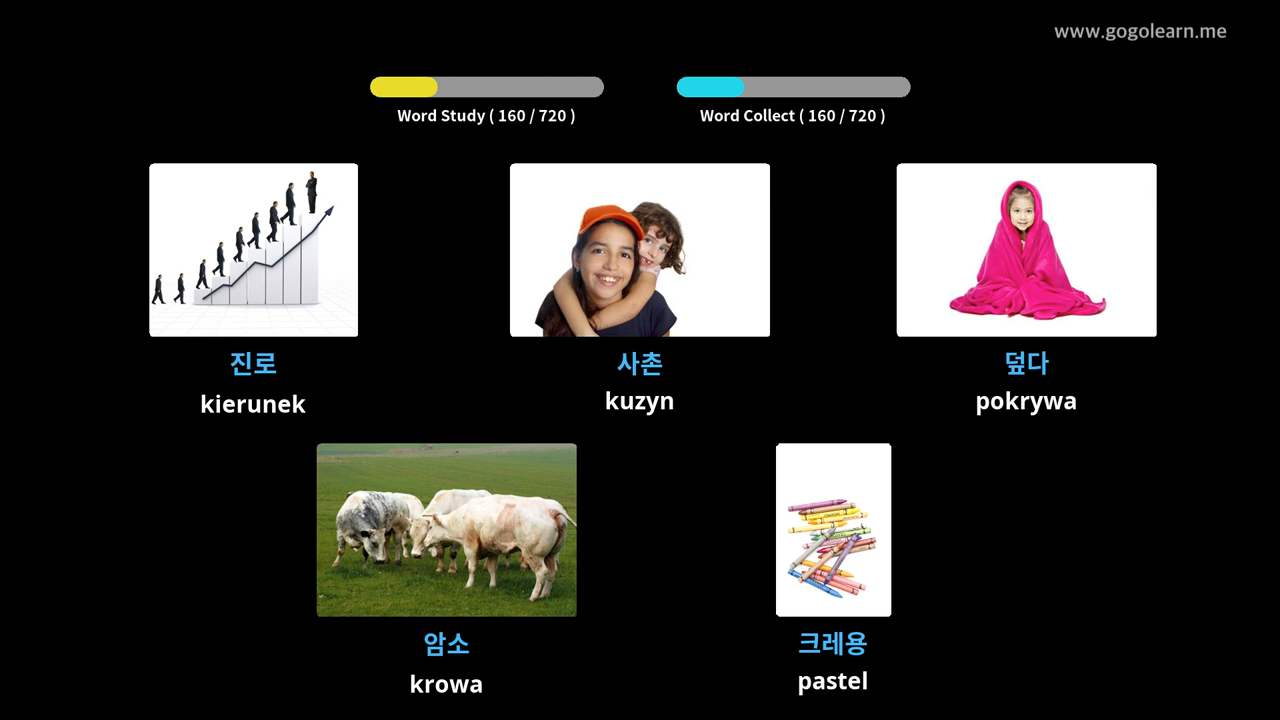 www.gogolearn.me
Word Study ( 160 / 720 )
Word Collect ( 160 / 720 )
진로
kierunek
사촌
kuzyn
덮다
pokrywa
암소
krowa
크레용
pastel